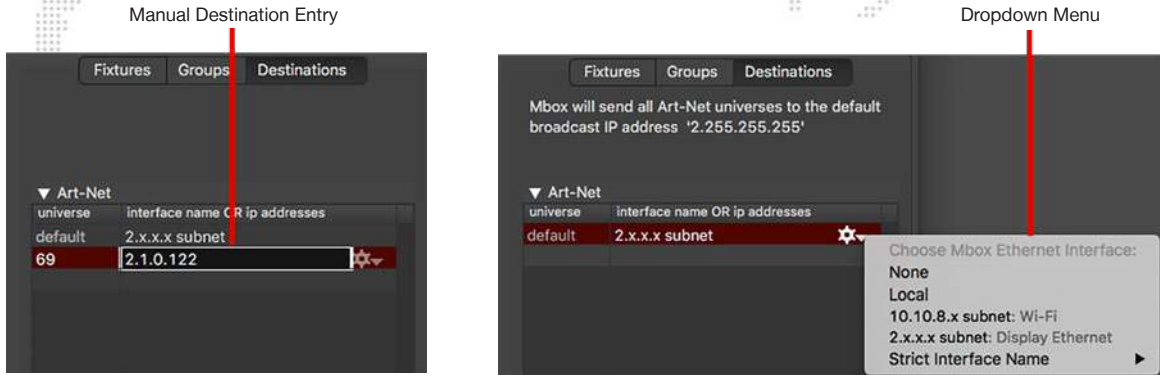 Manual Destination Entry
Fixtures Groups Destinations
▼ Art-Net
universe interface name OR ip addresses
default 2.x.x.x subnet
69 2.1.0.122
Dropdown Menu
Fixtures Groups Destinations
Mbox will send all Art-Net universes to the default
broadcast IP address '2.255.255.255'
▼ Art-Net
universe interface name OR ip addresses
default 2.x.x.x subnet
Choose Mbox Ethernet Interface:
None
Local
10.10.8.x subnet: Wi-Fi
2.x.x.x subnet: Display Ethernet
Strict Interface Name